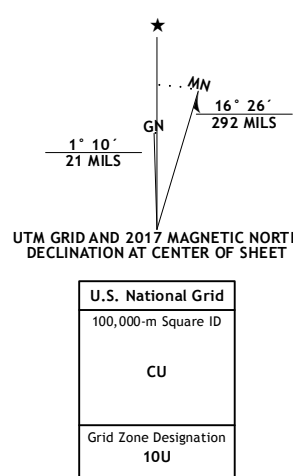 ★
MN
GN
16° 26´
292 MILS
1° 10´
21 MILS
UTM GRID AND 2017 MAGNETIC NORTH
DECLINATION AT CENTER OF SHEET
U.S. National Grid
100,000-m Square ID
CU
Grid Zone Designation
10U